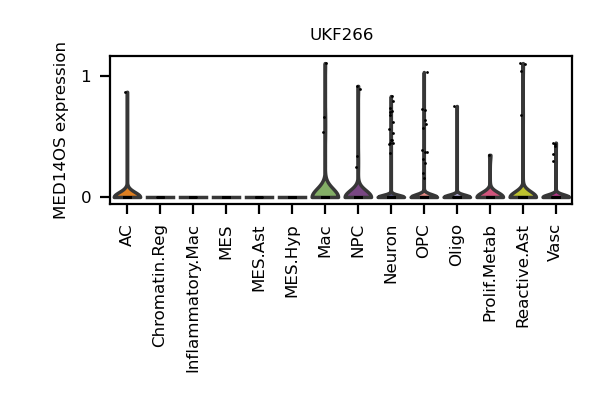 UKF266
MED14OS expression
1
0
AC
Chromatin.Reg
Inflammatory.Mac
MES
MES.Ast
MES.Hyp
Mac
NPC
Neuron
OPC
Oligo
Prolif.Metab
Reactive.Ast
Vasc